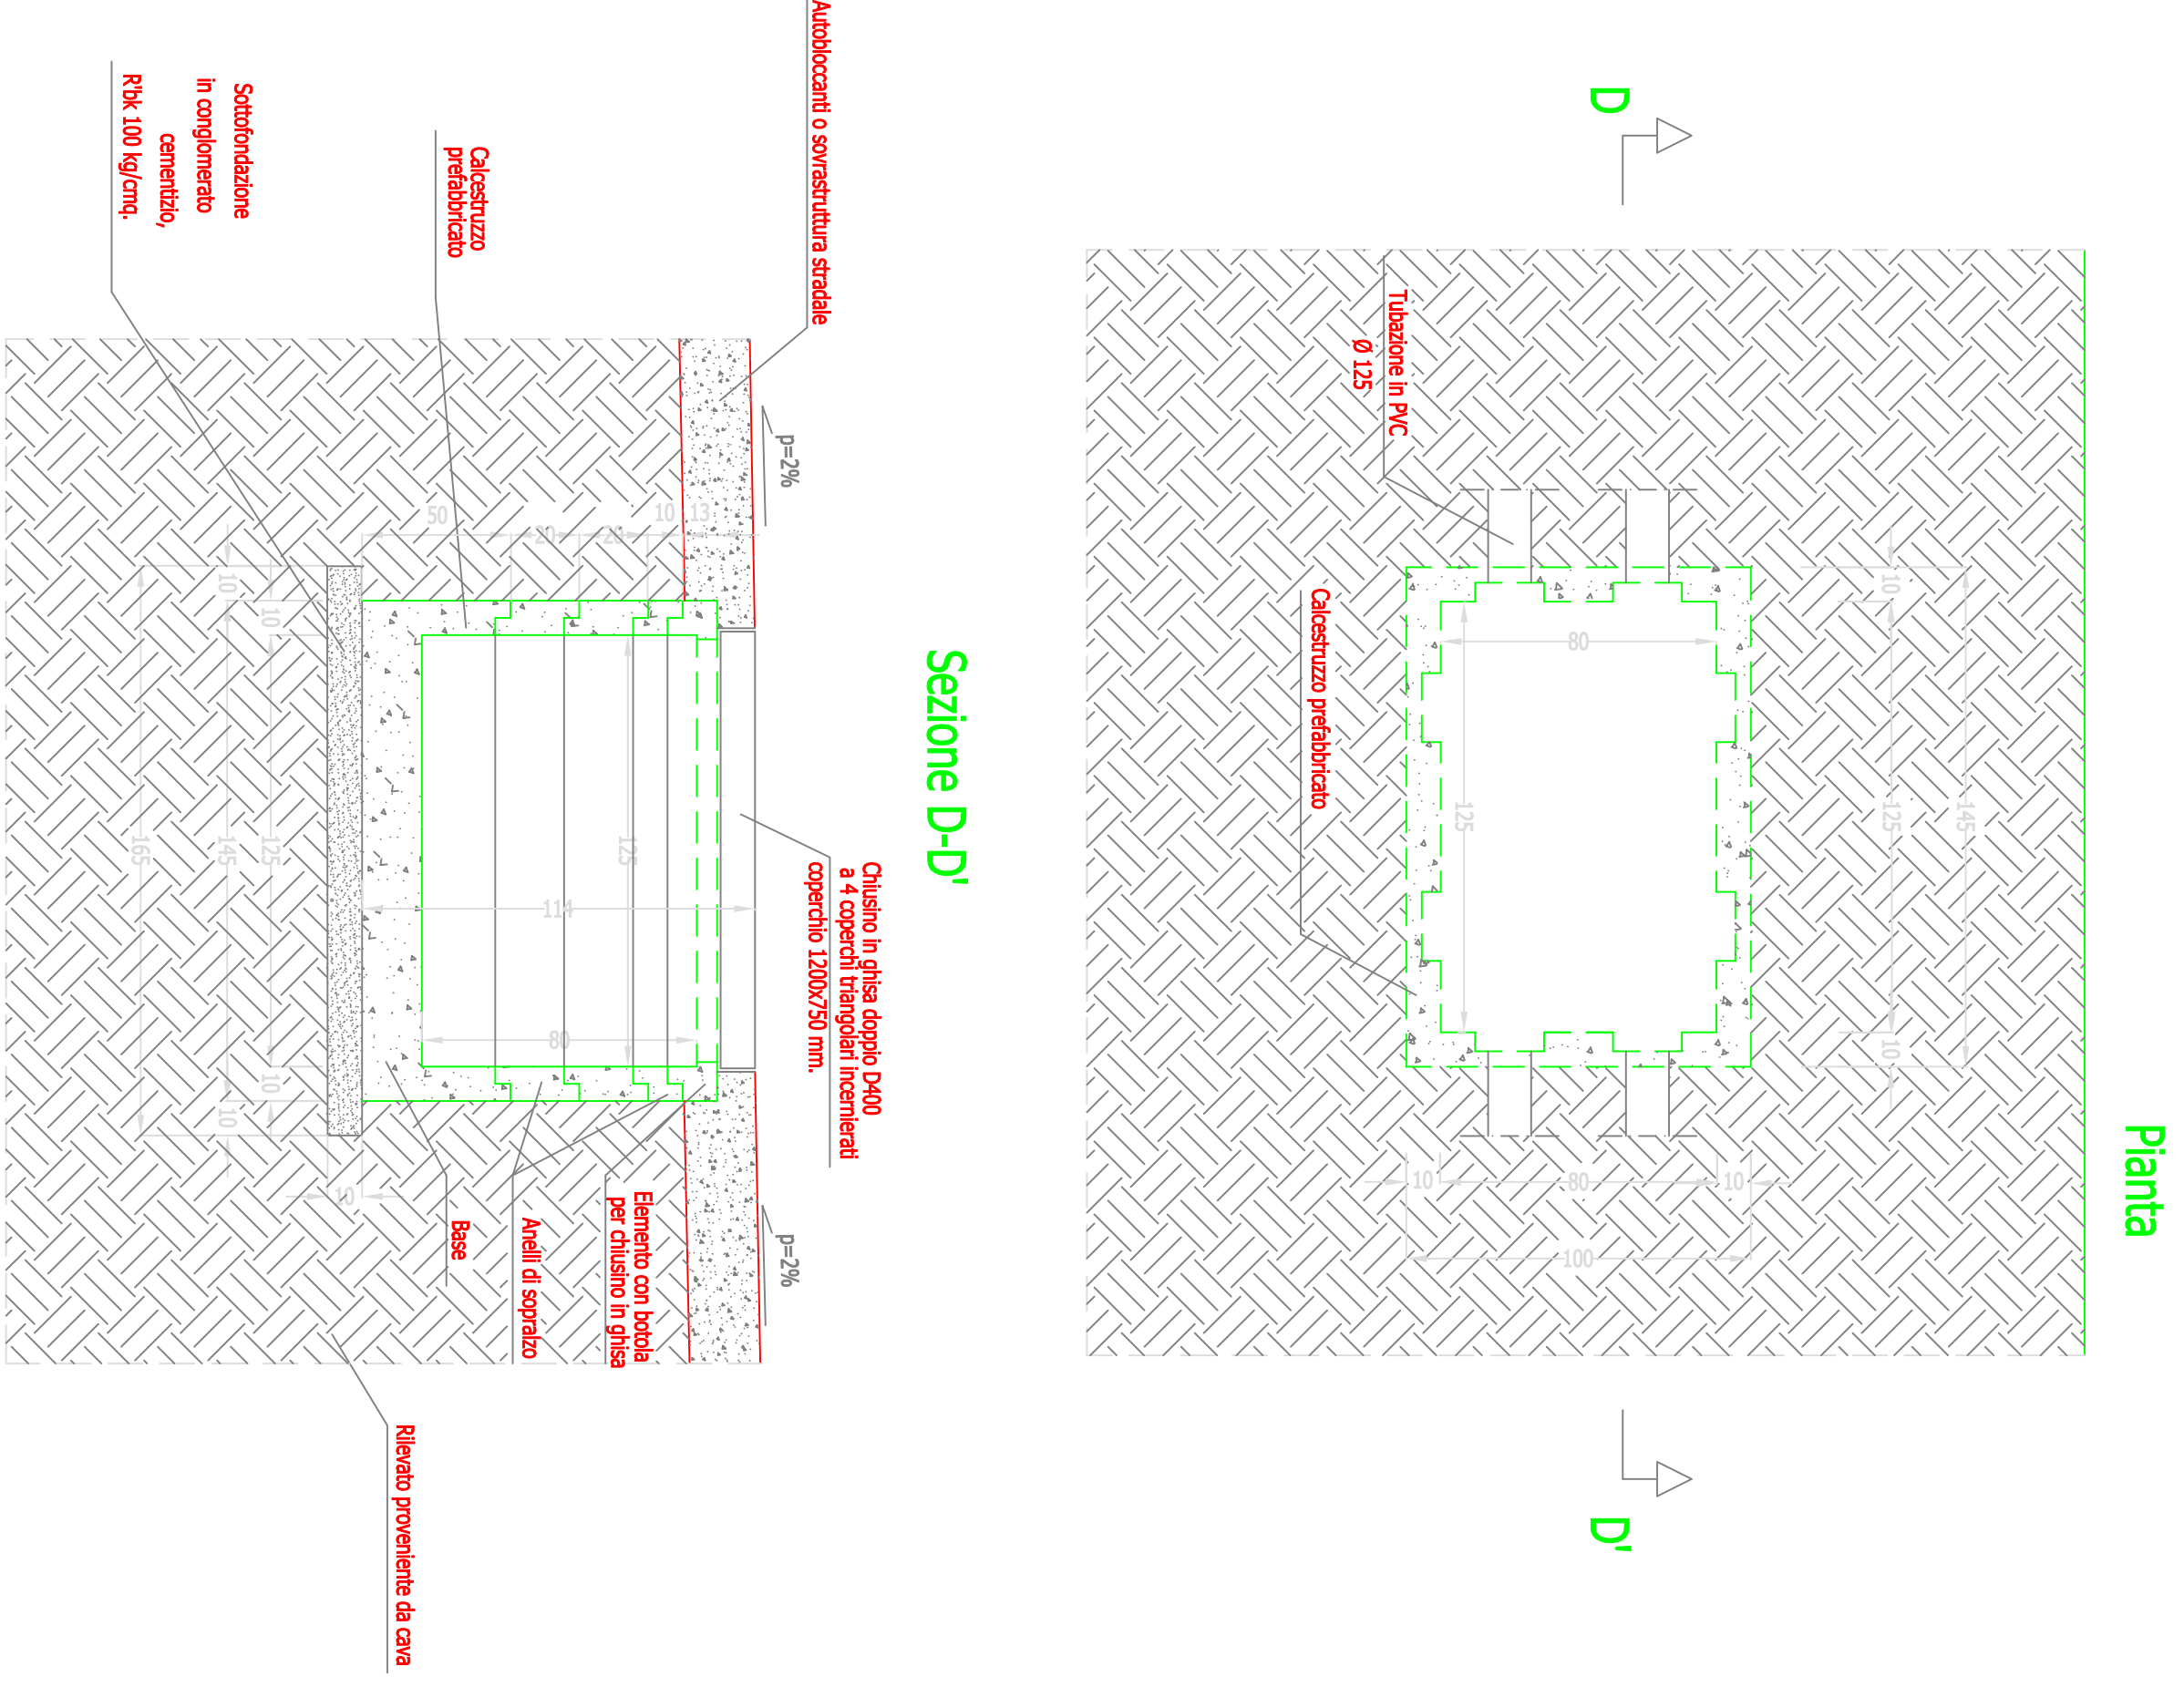 Pianta
D
D'
145
10
125
10
80
125
10
80
10
100
Tubazione in PVC
Ø 125
Calcestruzzo prefabbricato
Sezione D-D'
Chiusino in ghisa doppio D400
a 4 coperchi triangolari incernierati
coperchio 1200x750 mm.
Autobloccanti o sovrastruttura stradale
p=2%
p=2%
13
10
20
20
50
125
114
80
Elemento con botola
per chiusino in ghisa
Anelli di sopralzo
Base
Calcestruzzo
prefabbricato
Rilevato proveniente da cava
10
10
125
10
10
145
10
165
Sottofondazione
in conglomerato
cementizio,
R'bk 100 kg/cmq.